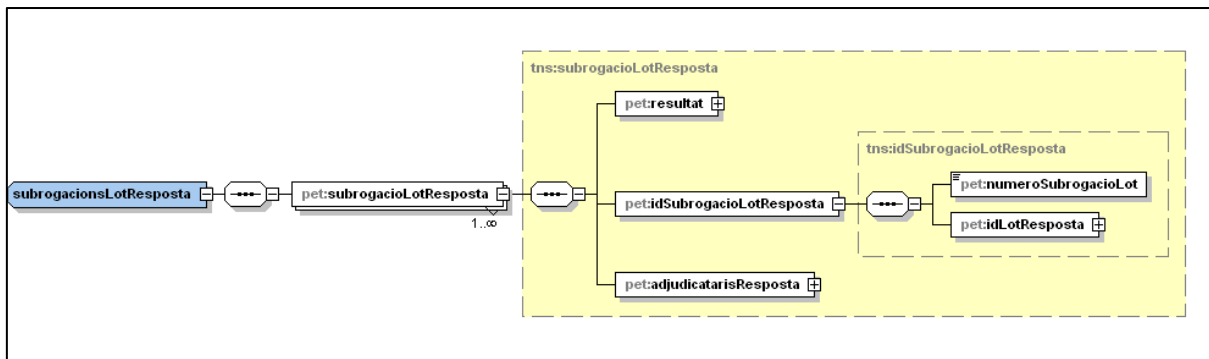 tns:subrogacioLotResposta
pet:resultat
tns:idSubrogacioLotResposta
pet:numeroSubrogacioLot
subrogacionsLotResposta
pet:subrogacioLotResposta
pet:idSubrogacioLotResposta
1..∞
pet:idLotResposta
pet:adjudicatarisResposta